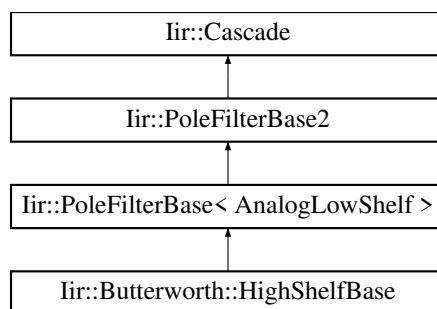 Iir::Cascade
Iir::PoleFilterBase2
Iir::PoleFilterBase< AnalogLowShelf >
Iir::Butterworth::HighShelfBase